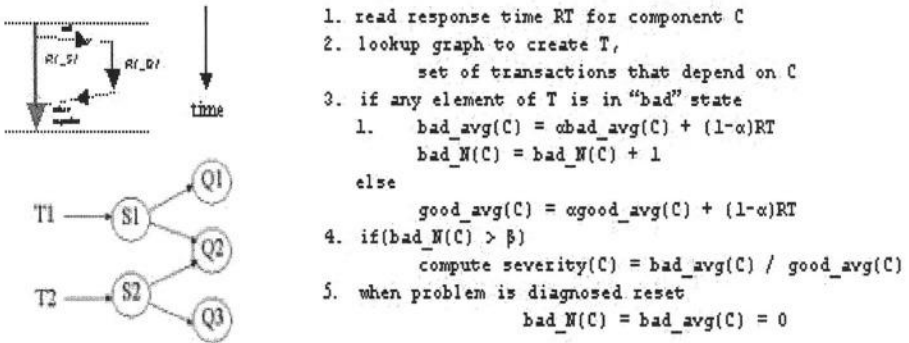 time
T1
S1
Q1
Q2
T2
S2
Q3
1. read response time RT for component C
2. lookup graph to create T,
set of transactions that depend on C
3. if any element of T is in “bad” state
1. bad_avg(C) = αbad_avg(C) + (1-α)RT
bad_N(C) = bad_N(C) + 1
else
good_avg(C) = αgood_avg(C) + (1-α)RT
4. if(bad_N(C) > β)
compute severity(C) = bad_avg(C) / good_avg(C)
5. when problem is diagnosed reset
bad_N(C) = bad_avg(C) = 0